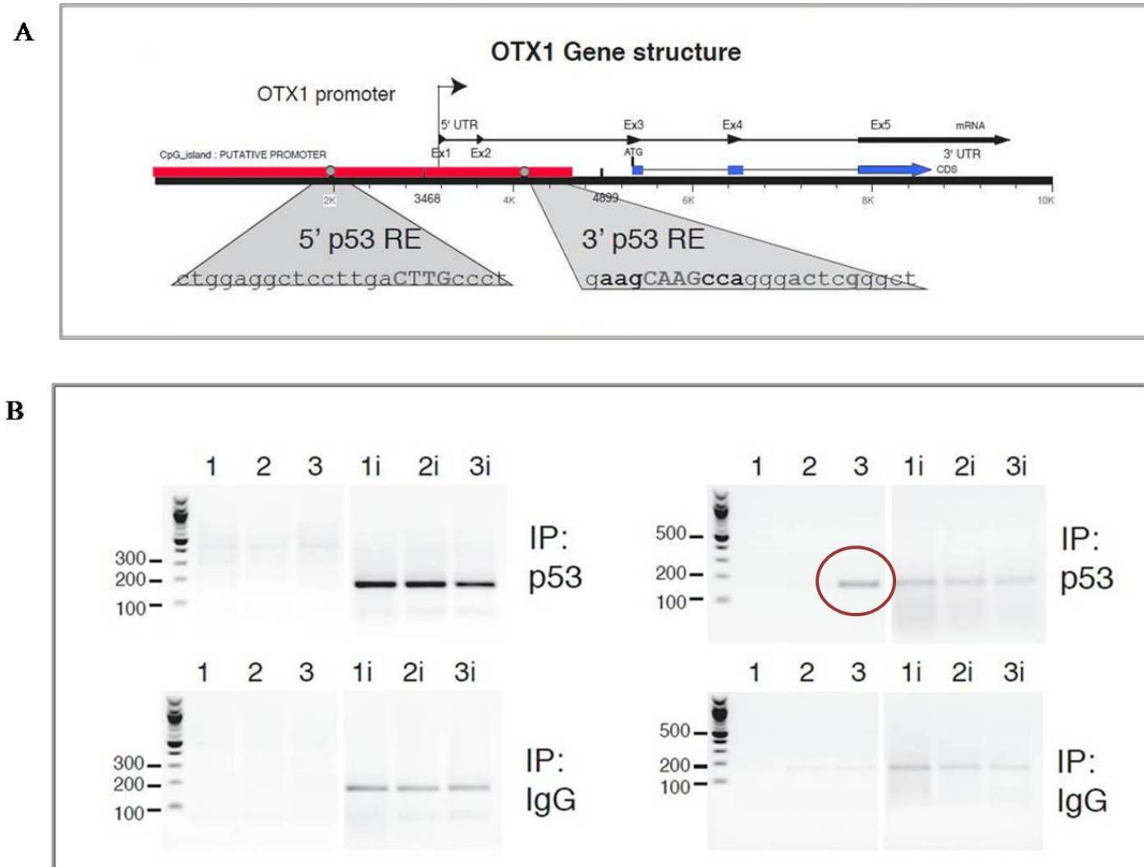 A
OTX1 Gene structure
OTX1 promoter
5' UTR
Ex3 Ex4 Ex5 mRNA
CpG_island : PUTATIVE PROMOTER
Ex1 Ex2 ATG 3' UTR
CDS
2K 3468 4K 4899 6K 8K 10K
5' p53 RE 3' p53 RE
ctggaggctccttgaCTTGccct gaagCAAGccagggactcgggct
B
1 2 3 1i 2i 3i 1 2 3 1i 2i 3i
300 200 100 IP: p53 500 200 100 IP: p53
1 2 3 1i 2i 3i 1 2 3 1i 2i 3i
300 200 100 IP: IgG 500 200 100 IP: IgG